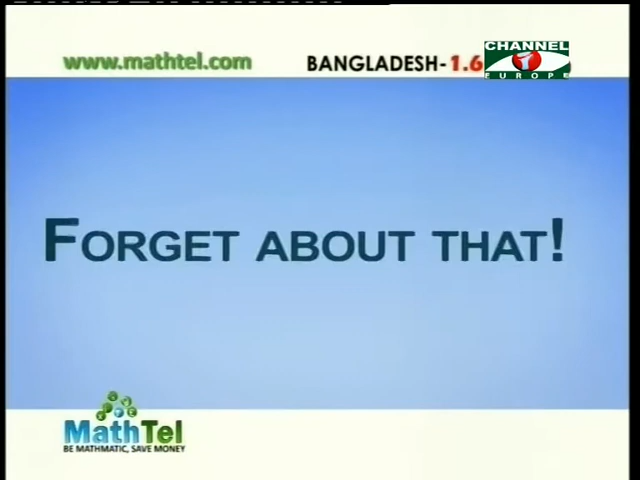 www.mathtel.com
BANGLADESH-1.6
CHANNEL
EUROPE
FORGET ABOUT THAT!
MathTel
BE MATHMATIC, SAVE MONEY